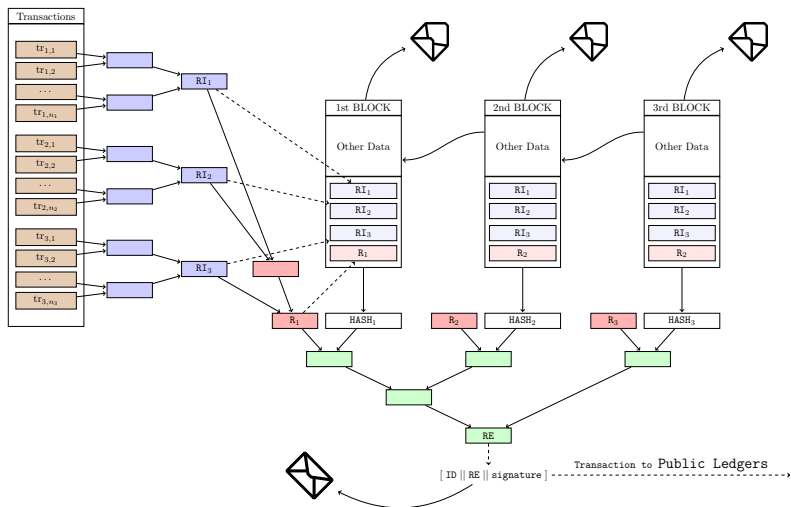 Transactions
tr1,1
tr1,2
...
tr1,n1
tr2,1
tr2,2
...
tr2,n2
tr3,1
tr3,2
...
tr3,n3
RI1
RI2
RI3
R1
1st BLOCK
Other Data
RI1
RI2
RI3
R1
HASH1
2nd BLOCK
Other Data
RI1
RI2
RI3
R2
R2
HASH2
3rd BLOCK
Other Data
RI1
RI2
RI3
R2
R3
HASH3
RE
[ ID || RE || signature ]
Transaction to Public Ledgers